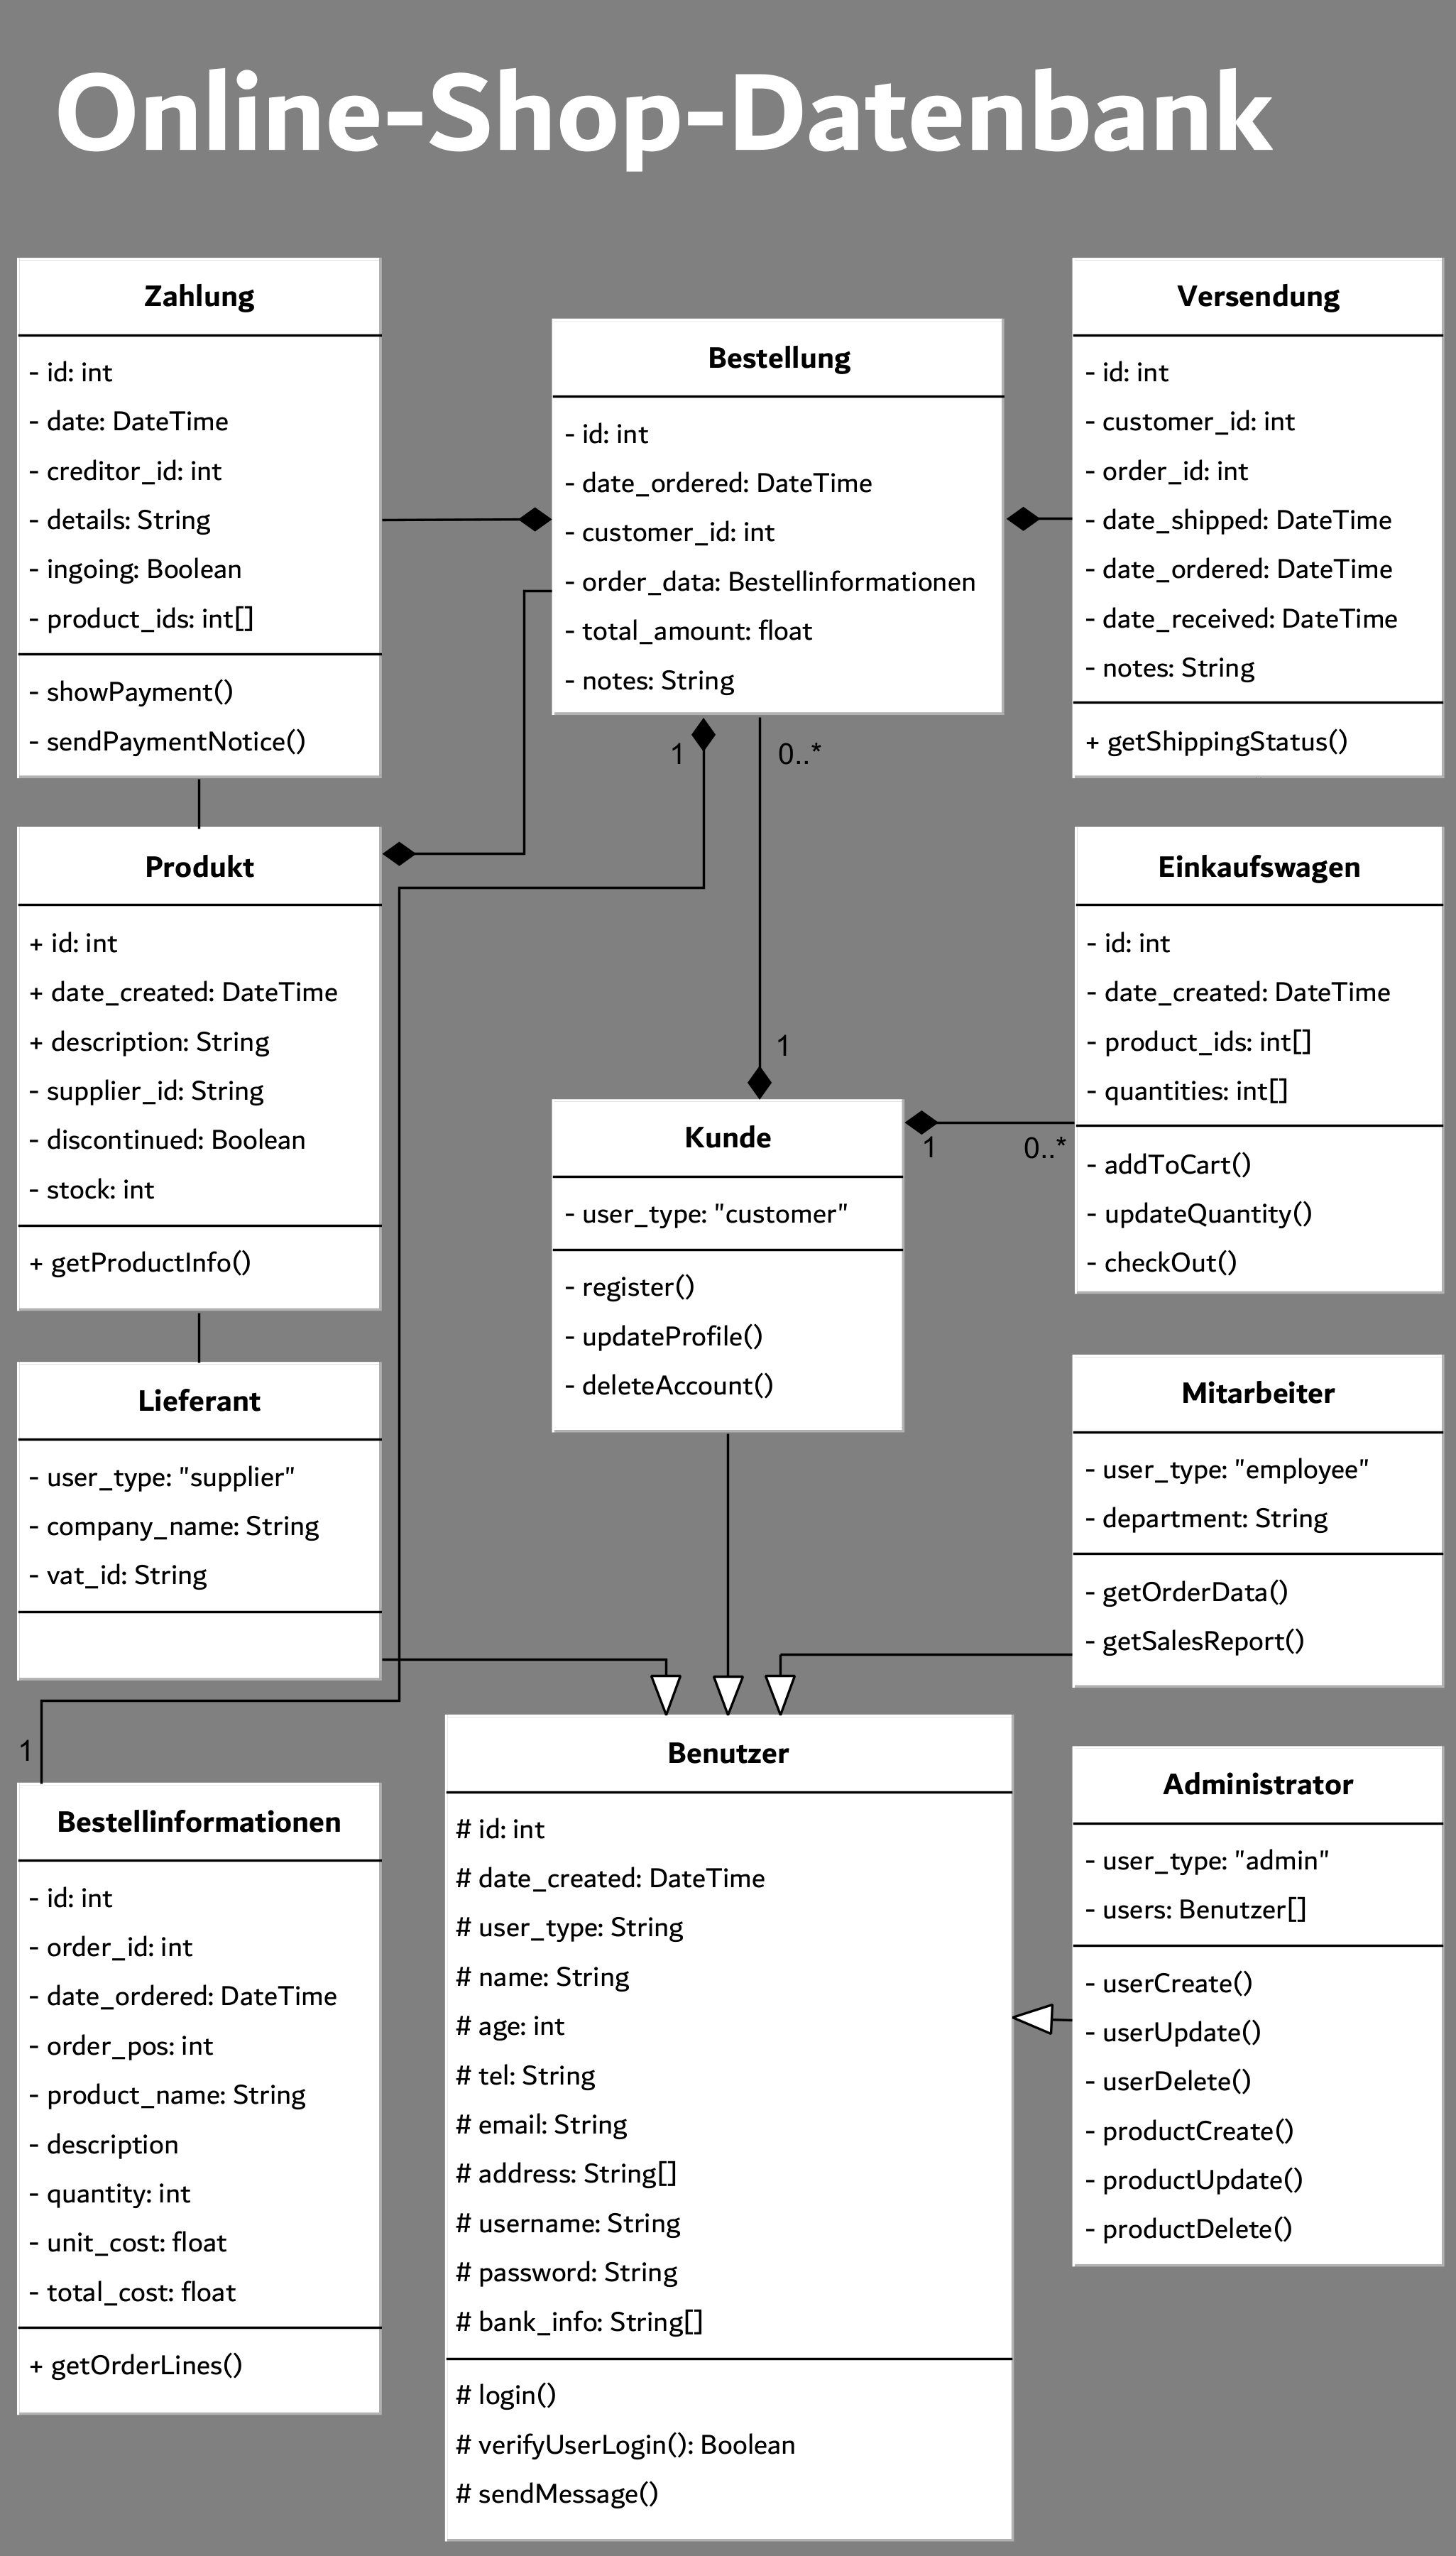 Online-Shop-Datenbank
Zahlung
- id: int
- date: DateTime
- creditor_id: int
- details: String
- ingoing: Boolean
- product_ids: int[]
- showPayment()
- sendPaymentNotice()
Bestellung
- id: int
- date_ordered: DateTime
- customer_id: int
- order_data: Bestellinformationen
- total_amount: float
- notes: String
1
0..*
Versendung
- id: int
- customer_id: int
- order_id: int
- date_shipped: DateTime
- date_ordered: DateTime
- date_received: DateTime
- notes: String
+ getShippingStatus()
Produkt
+ id: int
+ date_created: DateTime
+ description: String
- supplier_id: String
- discontinued: Boolean
- stock: int
+ getProductInfo()
1
Kunde
- user_type: "customer"
- register()
- updateProfile()
- deleteAccount()
1
0..*
Einkaufswagen
- id: int
- date_created: DateTime
- product_ids: int[]
- quantities: int[]
- addToCart()
- updateQuantity()
- checkOut()
Lieferant
- user_type: "supplier"
- company_name: String
- vat_id: String
Mitarbeiter
- user_type: "employee"
- department: String
- getOrderData()
- getSalesReport()
1
Bestellinformationen
- id: int
- order_id: int
- date_ordered: DateTime
- order_pos: int
- product_name: String
- description
- quantity: int
- unit_cost: float
- total_cost: float
+ getOrderLines()
Benutzer
# id: int
# date_created: DateTime
# user_type: String
# name: String
# age: int
# tel: String
# email: String
# address: String[]
# username: String
# password: String
# bank_info: String[]
# login()
# verifyUserLogin(): Boolean
# sendMessage()
Administrator
- user_type: "admin"
- users: Benutzer[]
- userCreate()
- userUpdate()
- userDelete()
- productCreate()
- productUpdate()
- productDelete()